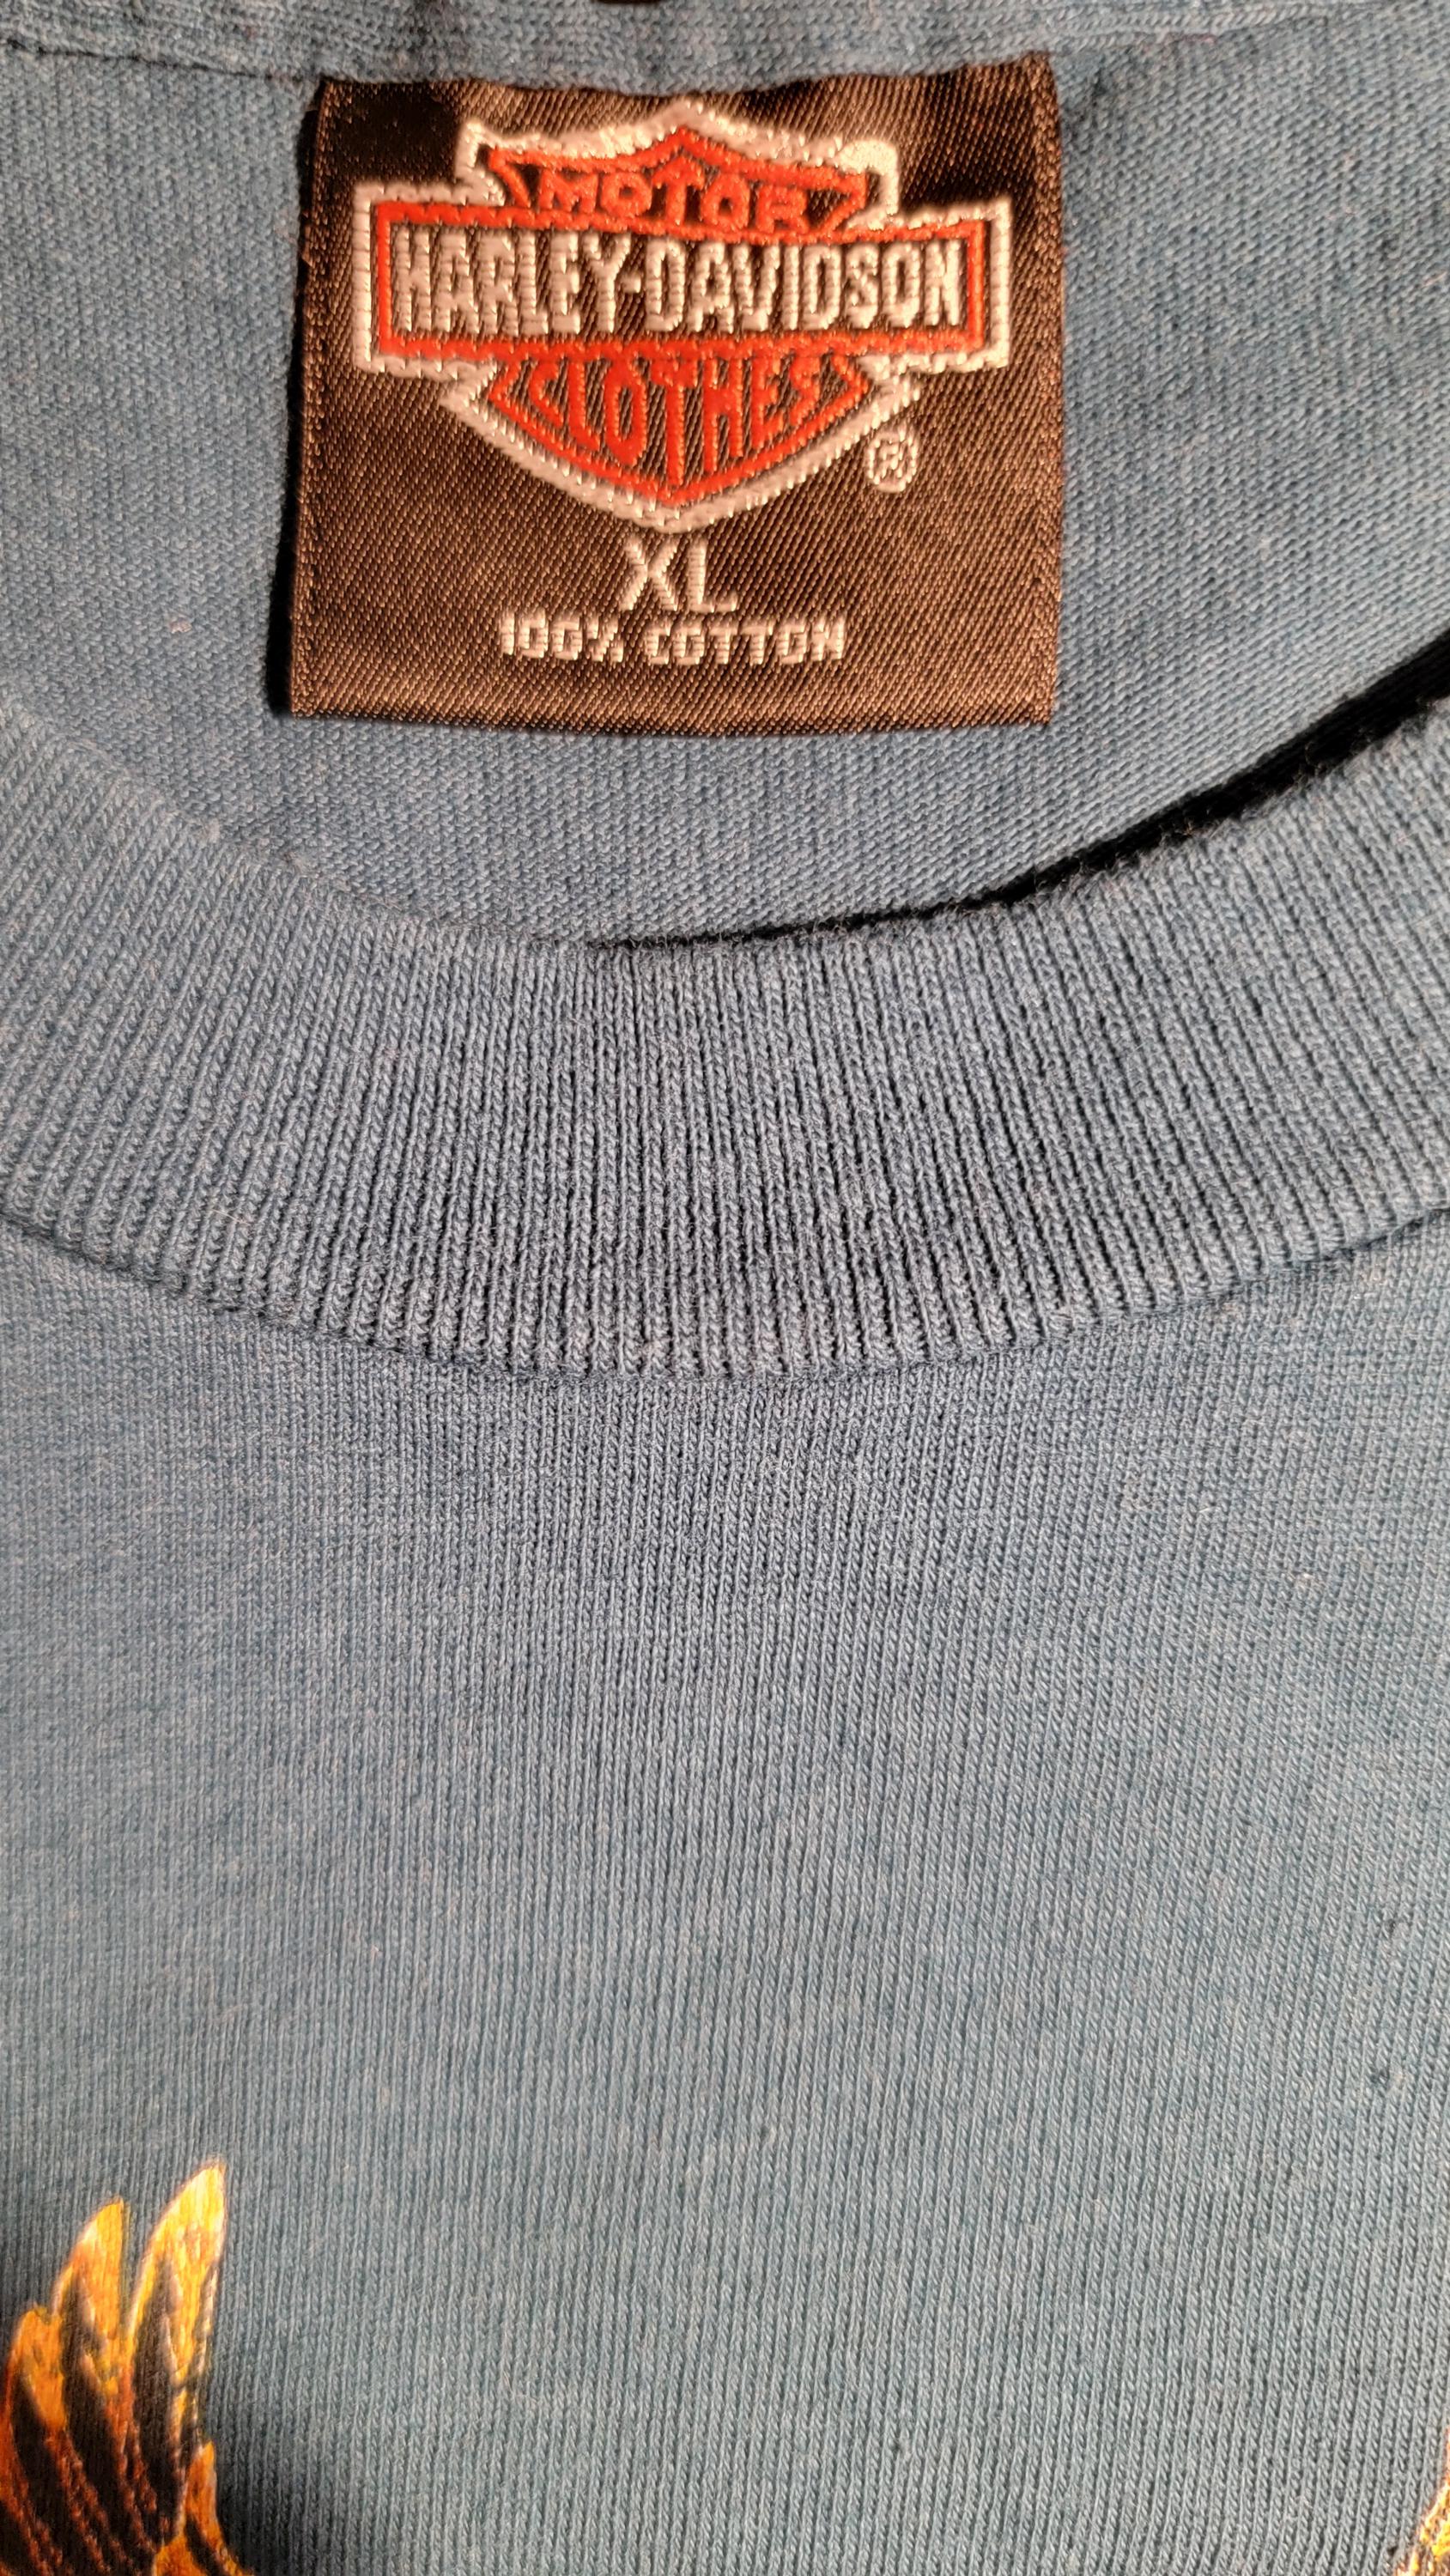 MOTOR
HARLEY-DAVIDSON
CLOTHES
®
XL
100% COTTON